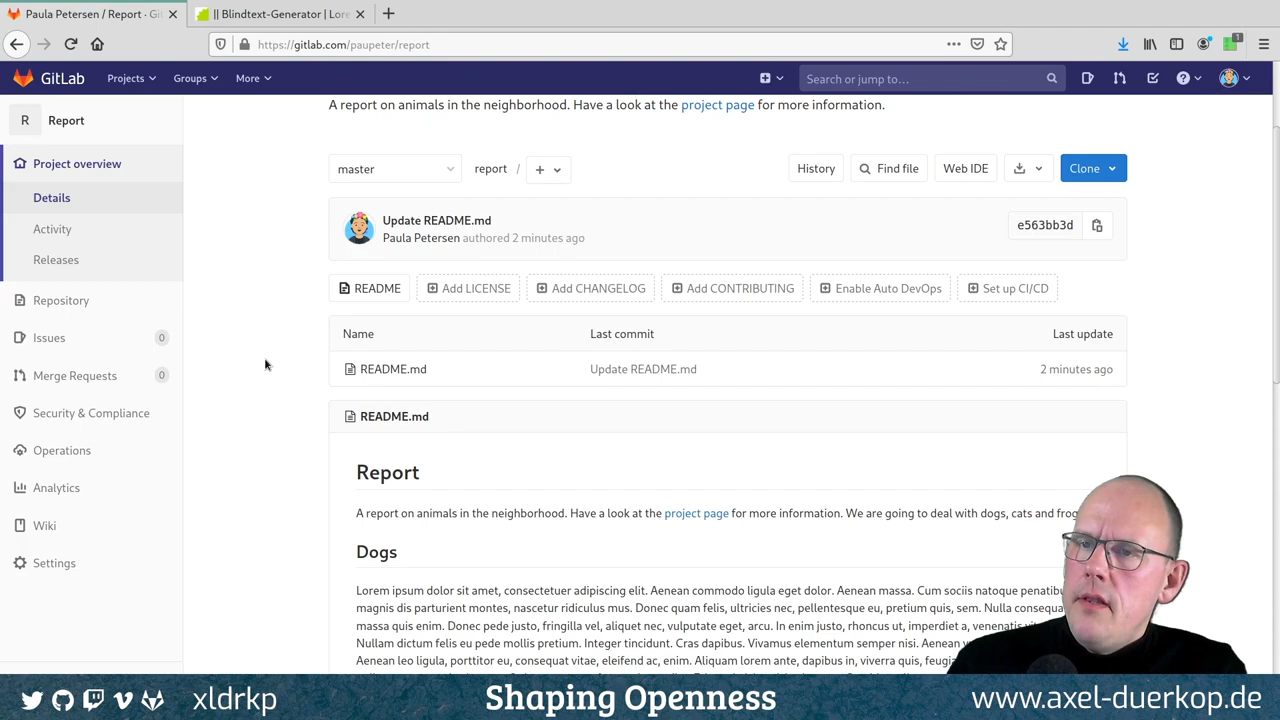 Paula Petersen / Report · Git
|| Blindtext-Generator | Lore
https://gitlab.com/paupeter/report
1
GitLab
Projects
Groups
More
Search or jump to…
R
Report
Project overview
Details
Activity
Releases
Repository
Issues
0
Merge Requests
0
Security & Compliance
Operations
Analytics
Wiki
Settings
A report on animals in the neighborhood. Have a look at the project page for more information.
master
report /
History
Find file
Web IDE
Clone
Update README.md
Paula Petersen authored 2 minutes ago
e563bb3d
README
Add LICENSE
Add CHANGELOG
Add CONTRIBUTING
Enable Auto DevOps
Set up CI/CD
Name
Last commit
Last update
README.md
Update README.md
2 minutes ago
README.md
Report
A report on animals in the neighborhood. Have a look at the project page for more information. We are going to deal with dogs, cats and frog
Dogs
Lorem ipsum dolor sit amet, consectetuer adipiscing elit. Aenean commodo ligula eget dolor. Aenean massa. Cum sociis natoque penatibu
magnis dis parturient montes, nascetur ridiculus mus. Donec quam felis, ultricies nec, pellentesque eu, pretium quis, sem. Nulla consequa
massa quis enim. Donec pede justo, fringilla vel, aliquet nec, vulputate eget, arcu. In enim justo, rhoncus ut, imperdiet a, venenatis
Nullam dictum felis eu pede mollis pretium. Integer tincidunt. Cras dapibus. Vivamus elementum semper nisi. Aenean
Aenean leo ligula, porttitor eu, consequat vitae, eleifend ac, enim. Aliquam lorem ante, dapibus in, viverra quis,
xldrkp
Shaping Openness
www.axel-duerkop.de